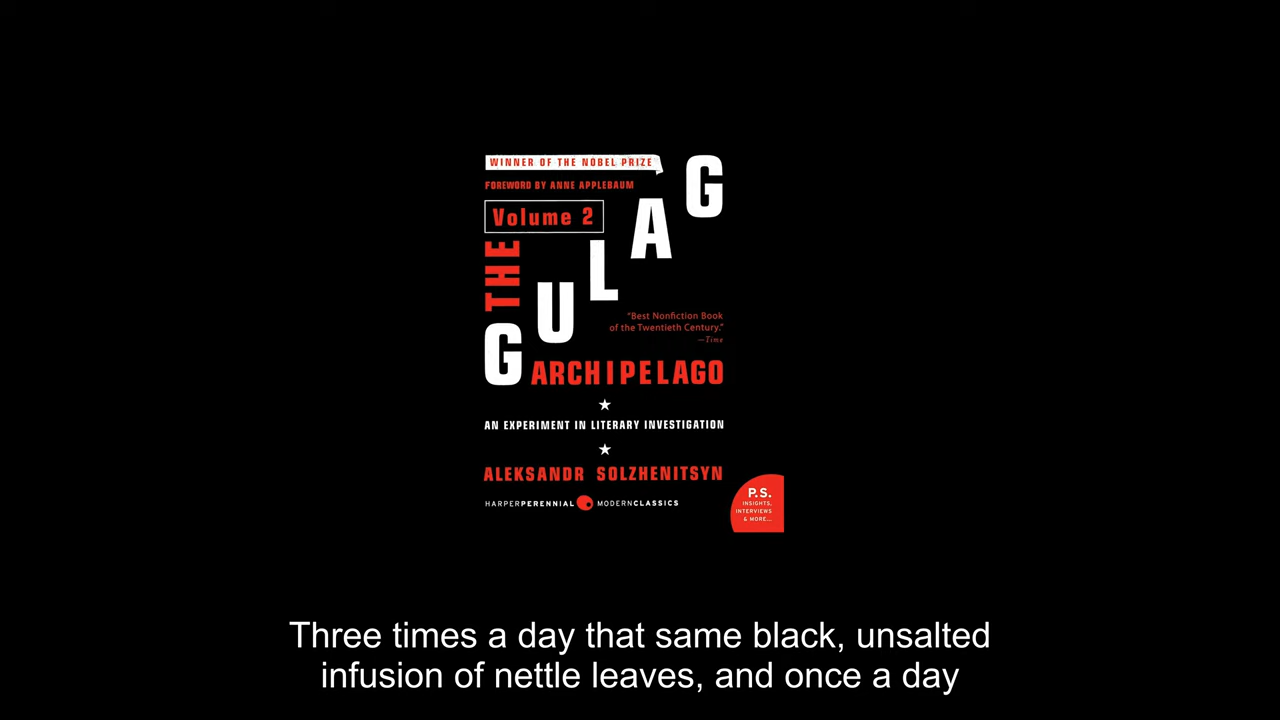 WINNER OF THE NOBEL PRIZE
FOREWORD BY ANNE APPLEBAUM
Volume 2
THE
GULAG
"Best Nonfiction Book
of the Twentieth Century."
—Time
ARCHIPELAGO
AN EXPERIMENT IN LITERARY INVESTIGATION
ALEKSANDR SOLZHENITSYN
HARPERPERENNIAL MODERNCLASSICS
P.S.
INSIGHTS,
INTERVIEWS
& MORE...
Three times a day that same black, unsalted
infusion of nettle leaves, and once a day